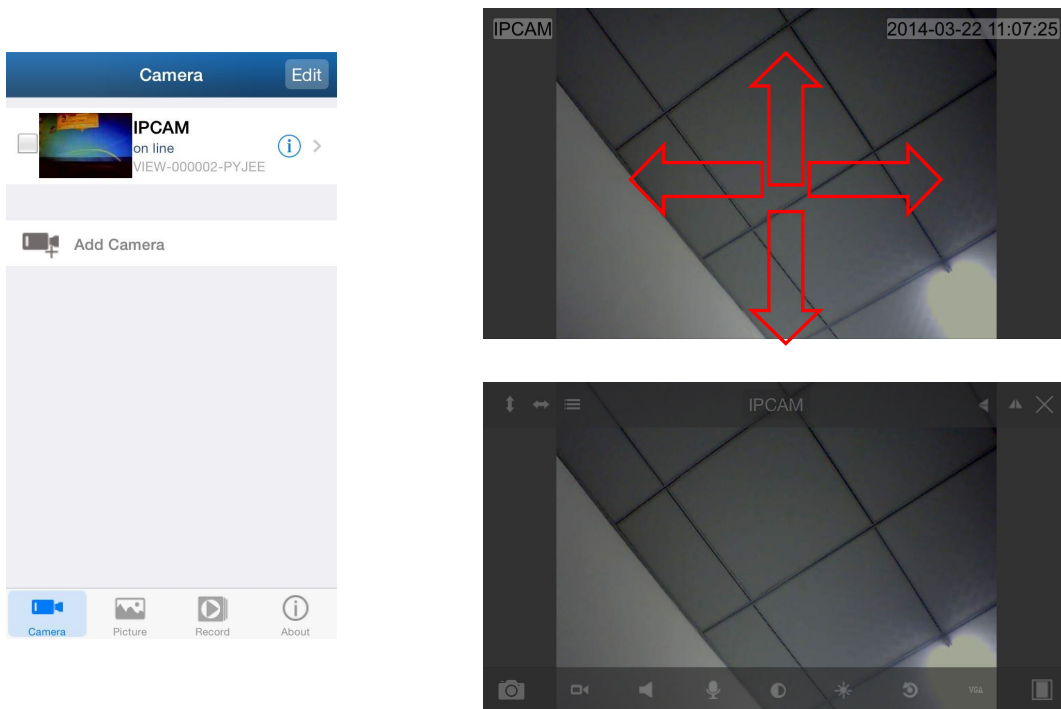 Camera
Edit
IPCAM
on line
VIEW-000002-PYJEE
Add Camera
Camera
Picture
Record
About
IPCAM
2014-03-22 11:07:25
IPCAM
VGA